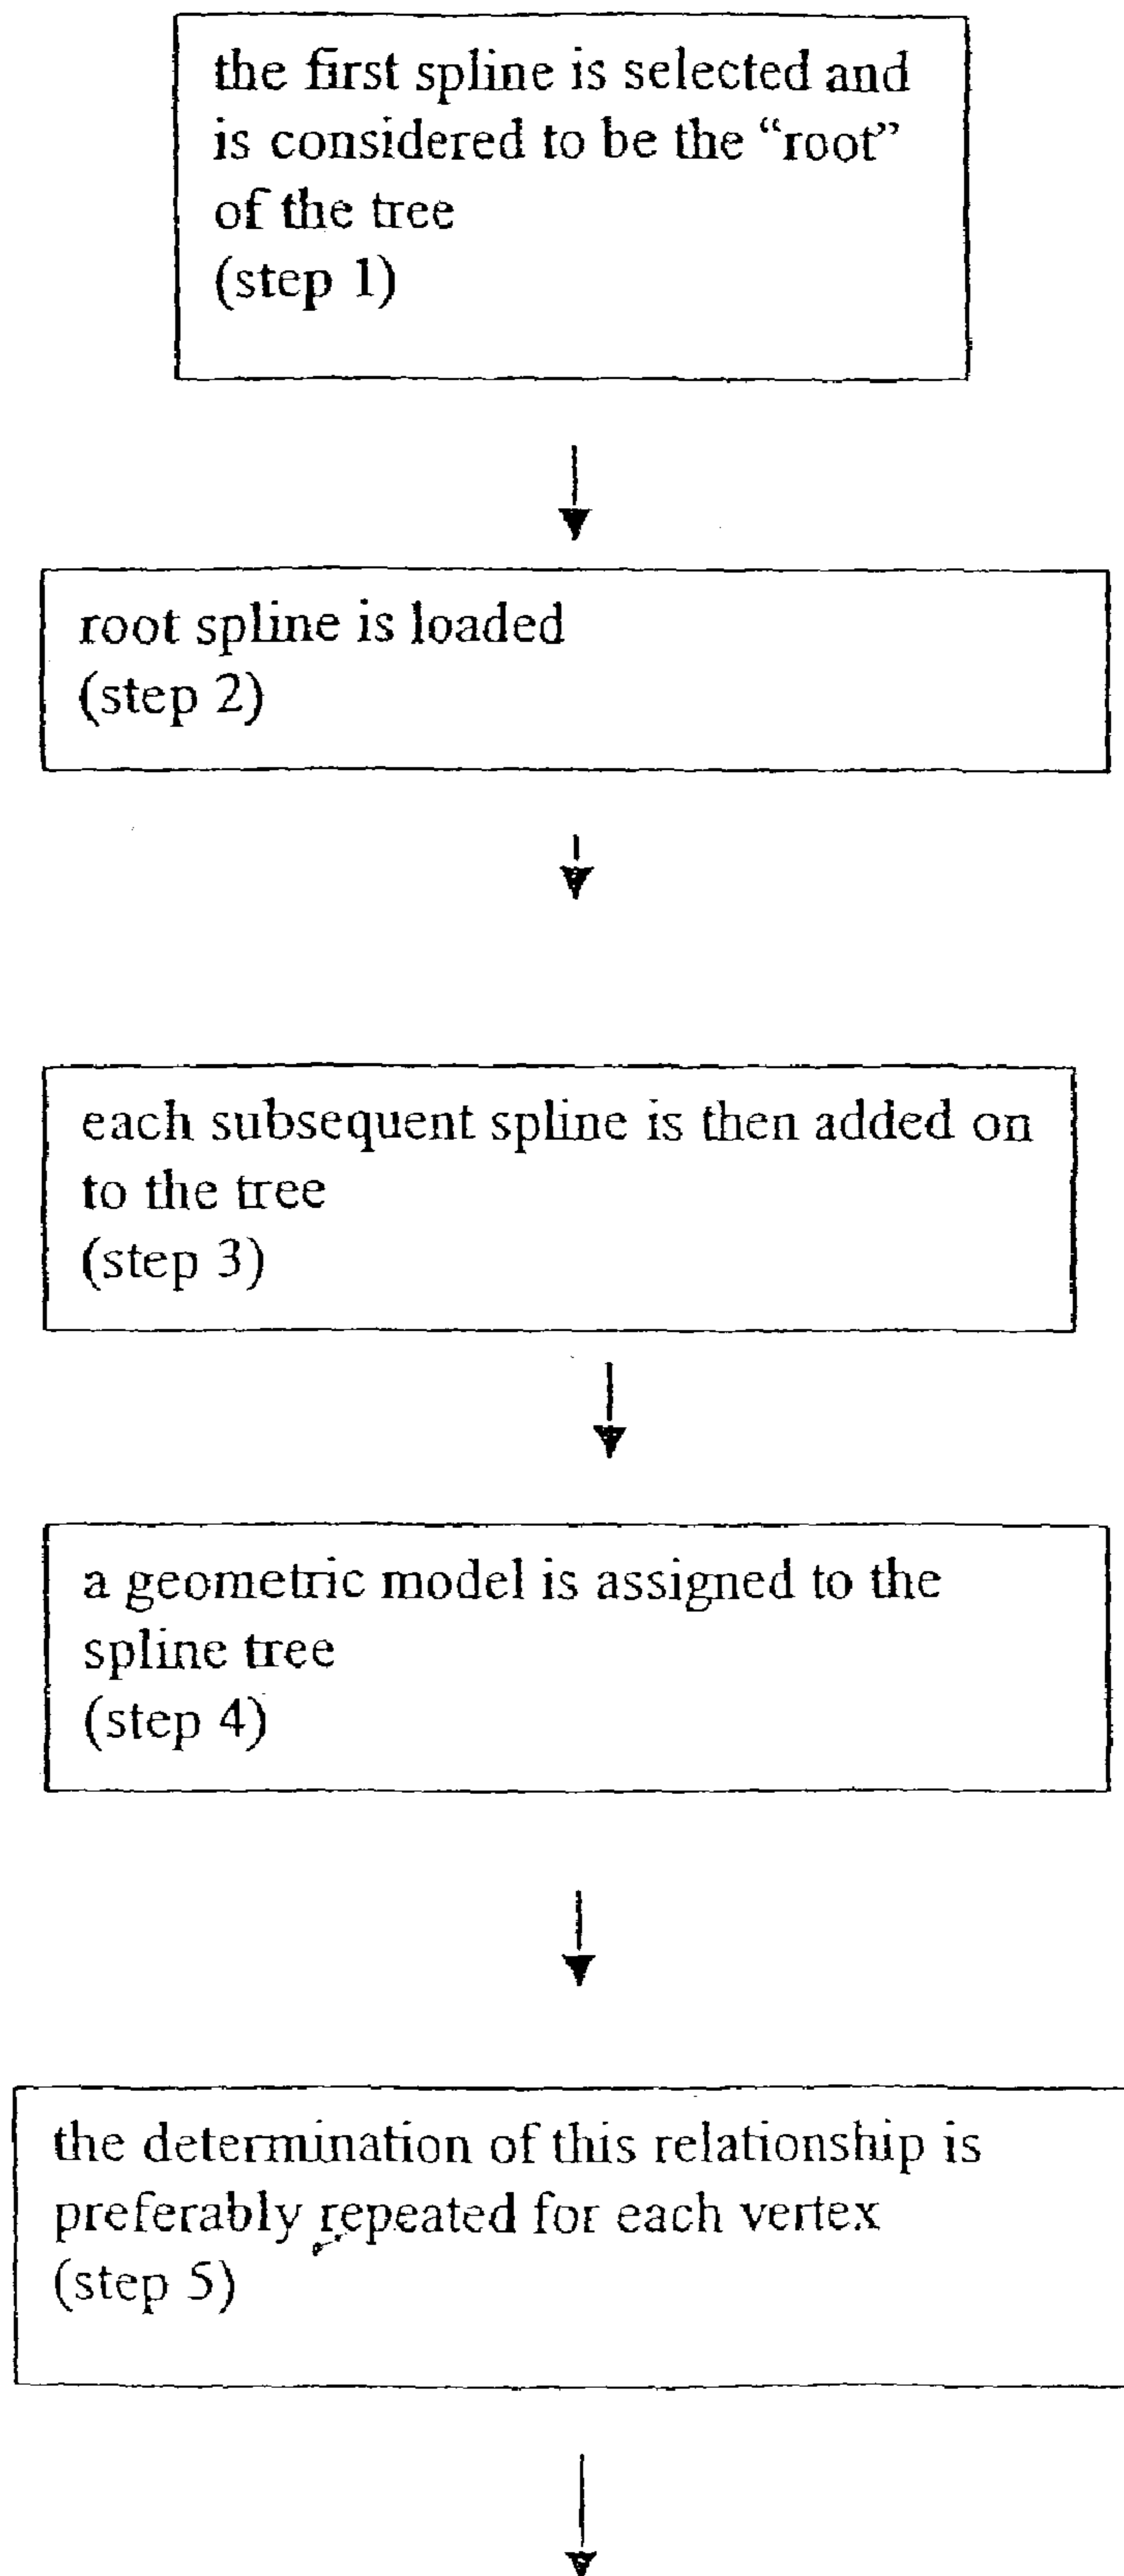 the first spline is selected and
is considered to be the “root”
of the tree
(step 1)
root spline is loaded
(step 2)
each subsequent spline is then added on
to the tree
(step 3)
a geometric model is assigned to the
spline tree
(step 4)
the determination of this relationship is
preferably repeated for each vertex
(step 5)